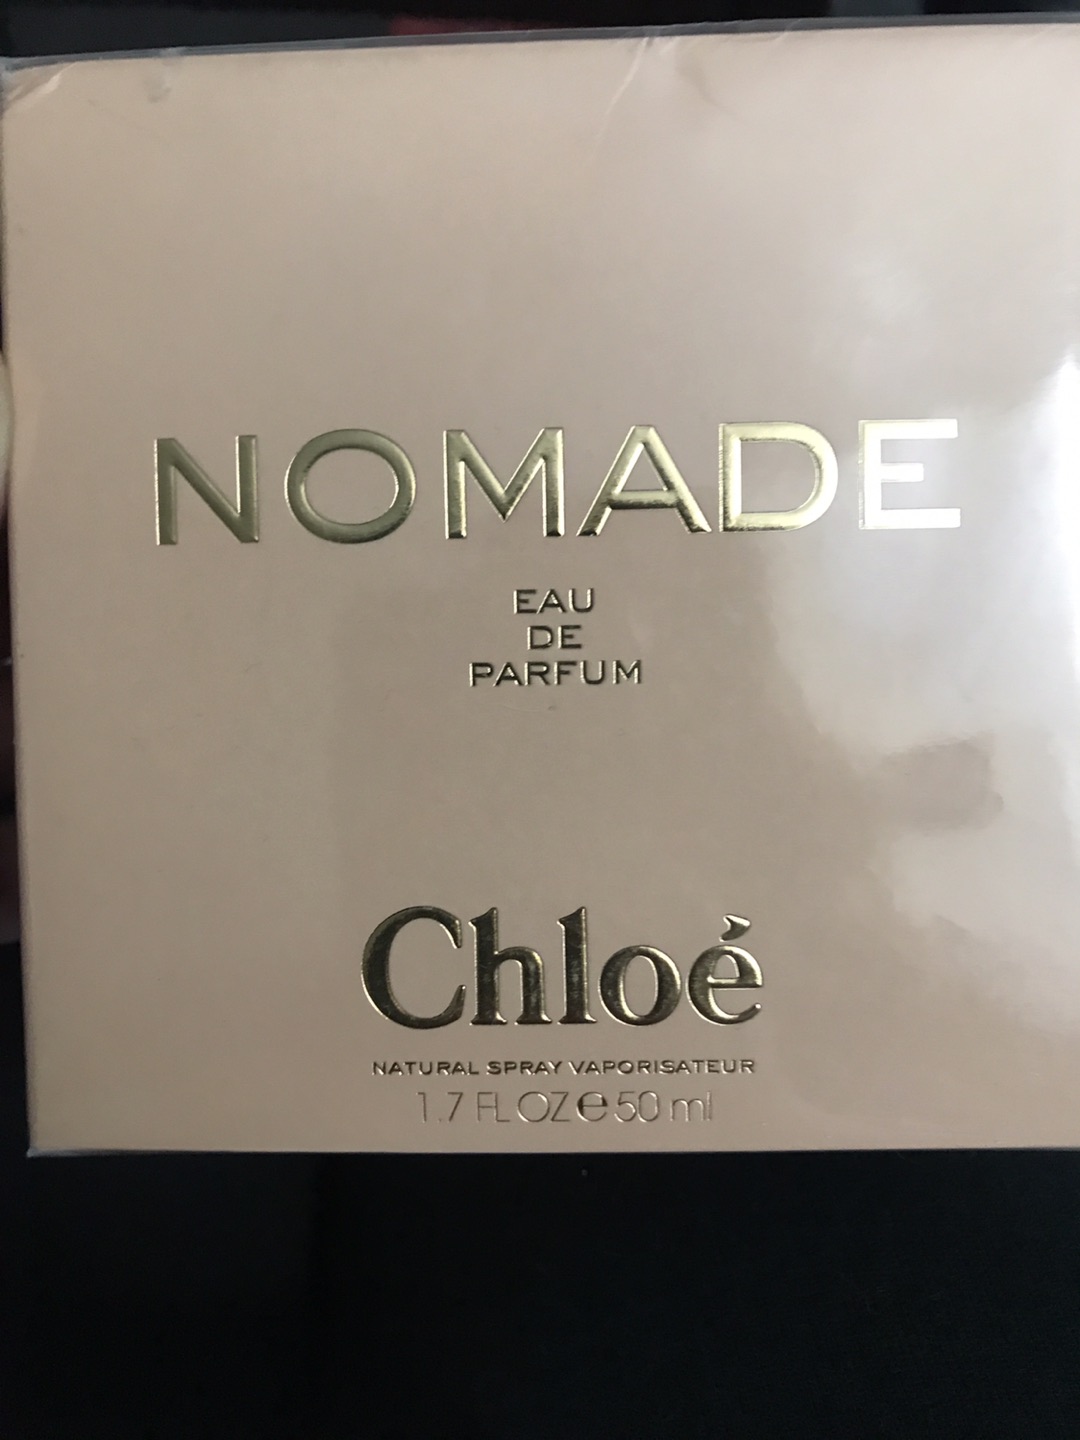 NOMADE
EAU
DE
PARFUM
Chloé
NATURAL SPRAY VAPORISATEUR
1.7 FL OZ ℮ 50 ml